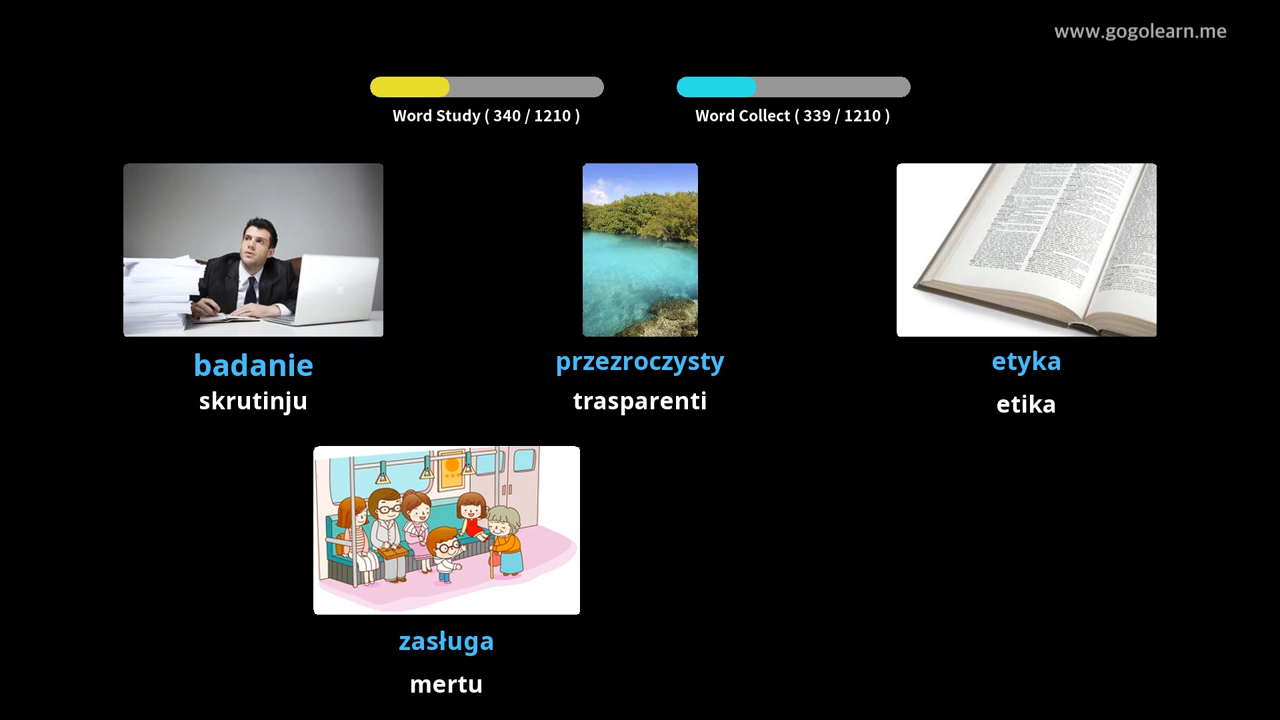 www.gogolearn.me
Word Study ( 340 / 1210 )
Word Collect ( 339 / 1210 )
badanie
skrutinju
przezroczysty
trasparenti
etyka
etika
zasługa
mertu